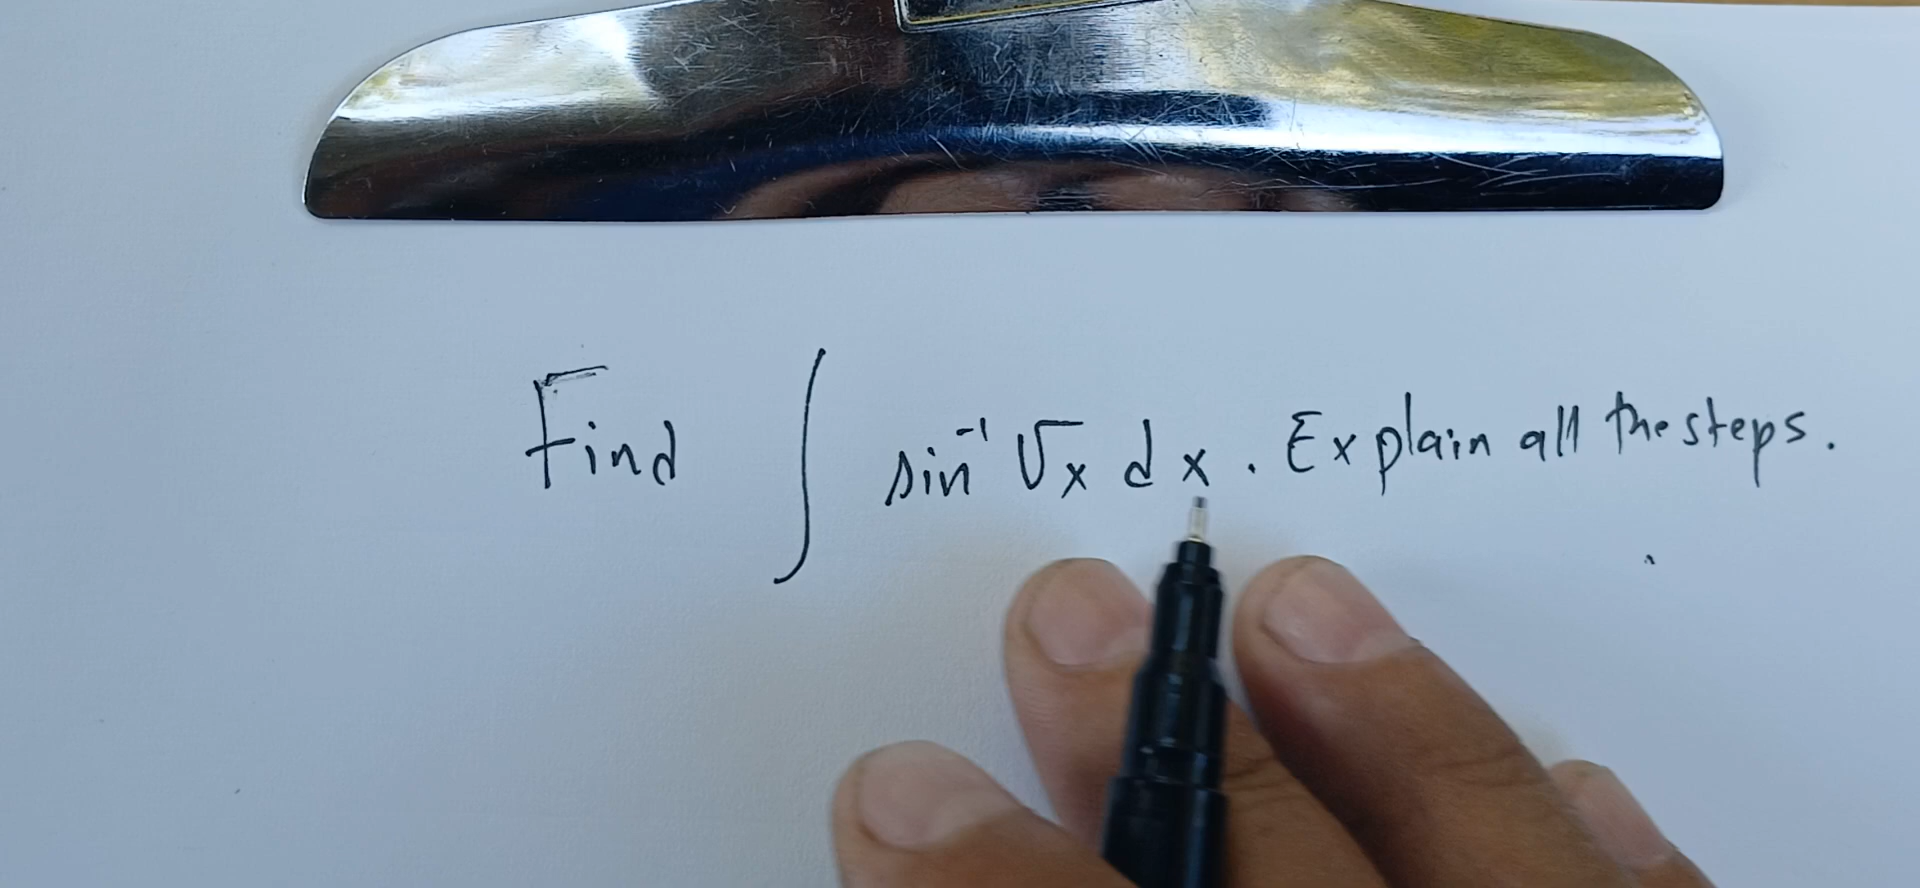 Find ∫ sin⁻¹ √x dx. Explain all the steps.